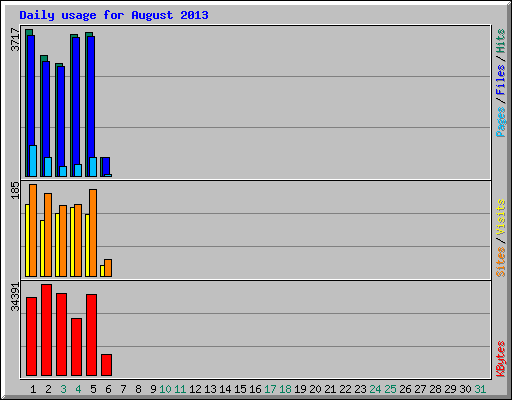 Daily usage for August 2013
3717
185
34391
Pages / Files / Hits
Sites / Visits
KBytes
1 2 3 4 5 6 7 8 9 10 11 12 13 14 15 16 17 18 19 20 21 22 23 24 25 26 27 28 29 30 31